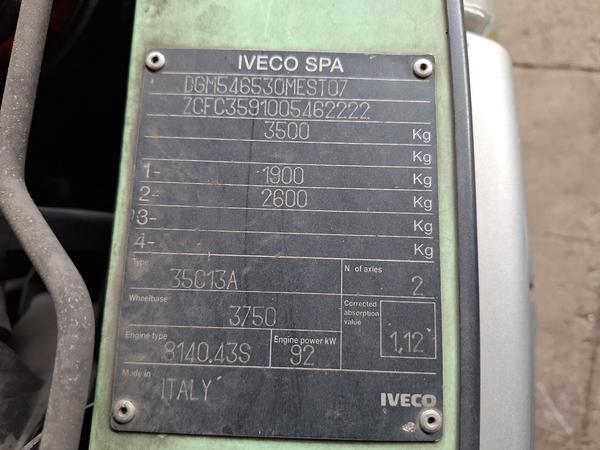 IVECO SPA
DGM546530MEST07
ZCFC3591005462222
3500 Kg
Kg
1- 1900 Kg
2- 2600 Kg
3- Kg
4- Kg
Type
35C13A
N. of axles
2
Wheelbase
3750
Corrected absorption value
1,12
Engine type
8140.43S
Engine power kW
92
Made in
ITALY
IVECO